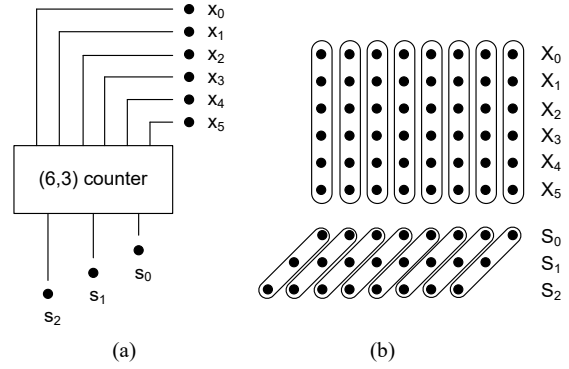 x₀
x₁
x₂
x₃
x₄
x₅
(6,3) counter
s₀
s₁
s₂
(a)
X₀
X₁
X₂
X₃
X₄
X₅
S₀
S₁
S₂
(b)